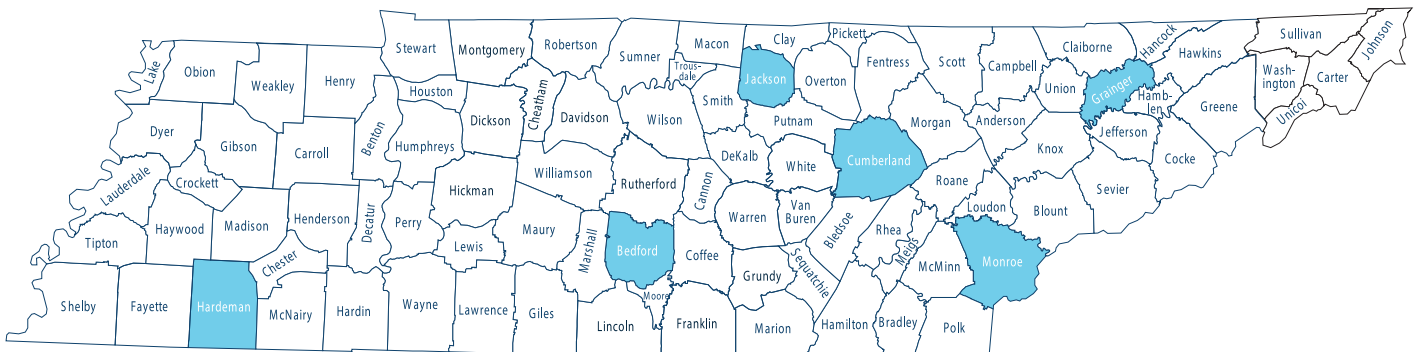 Stewart
Montgomery
Robertson
Sumner
Macon
Clay
Pickett
Claiborne
Hancock
Hawkins
Sullivan
Johnson
Lake
Obion
Weakley
Henry
Houston
Cheatham
Trous-
dale
Smith
Jackson
Overton
Fentress
Scott
Campbell
Union
Grainger
Hamb-
len
Greene
Wash-
ington
Carter
Unicoi
Dyer
Gibson
Carroll
Benton
Humphreys
Dickson
Davidson
Wilson
DeKalb
Putnam
White
Cumberland
Morgan
Anderson
Knox
Jefferson
Cocke
Sevier
Lauderdale
Crockett
Haywood
Madison
Henderson
Decatur
Perry
Hickman
Williamson
Rutherford
Cannon
Warren
Van
Buren
Bledsoe
Rhea
Roane
Loudon
Blount
Tipton
Chester
Lewis
Maury
Marshall
Bedford
Coffee
Grundy
Sequatchie
Meigs
McMinn
Monroe
Shelby
Fayette
Hardeman
McNairy
Hardin
Wayne
Lawrence
Giles
Lincoln
Moore
Franklin
Marion
Hamilton
Bradley
Polk